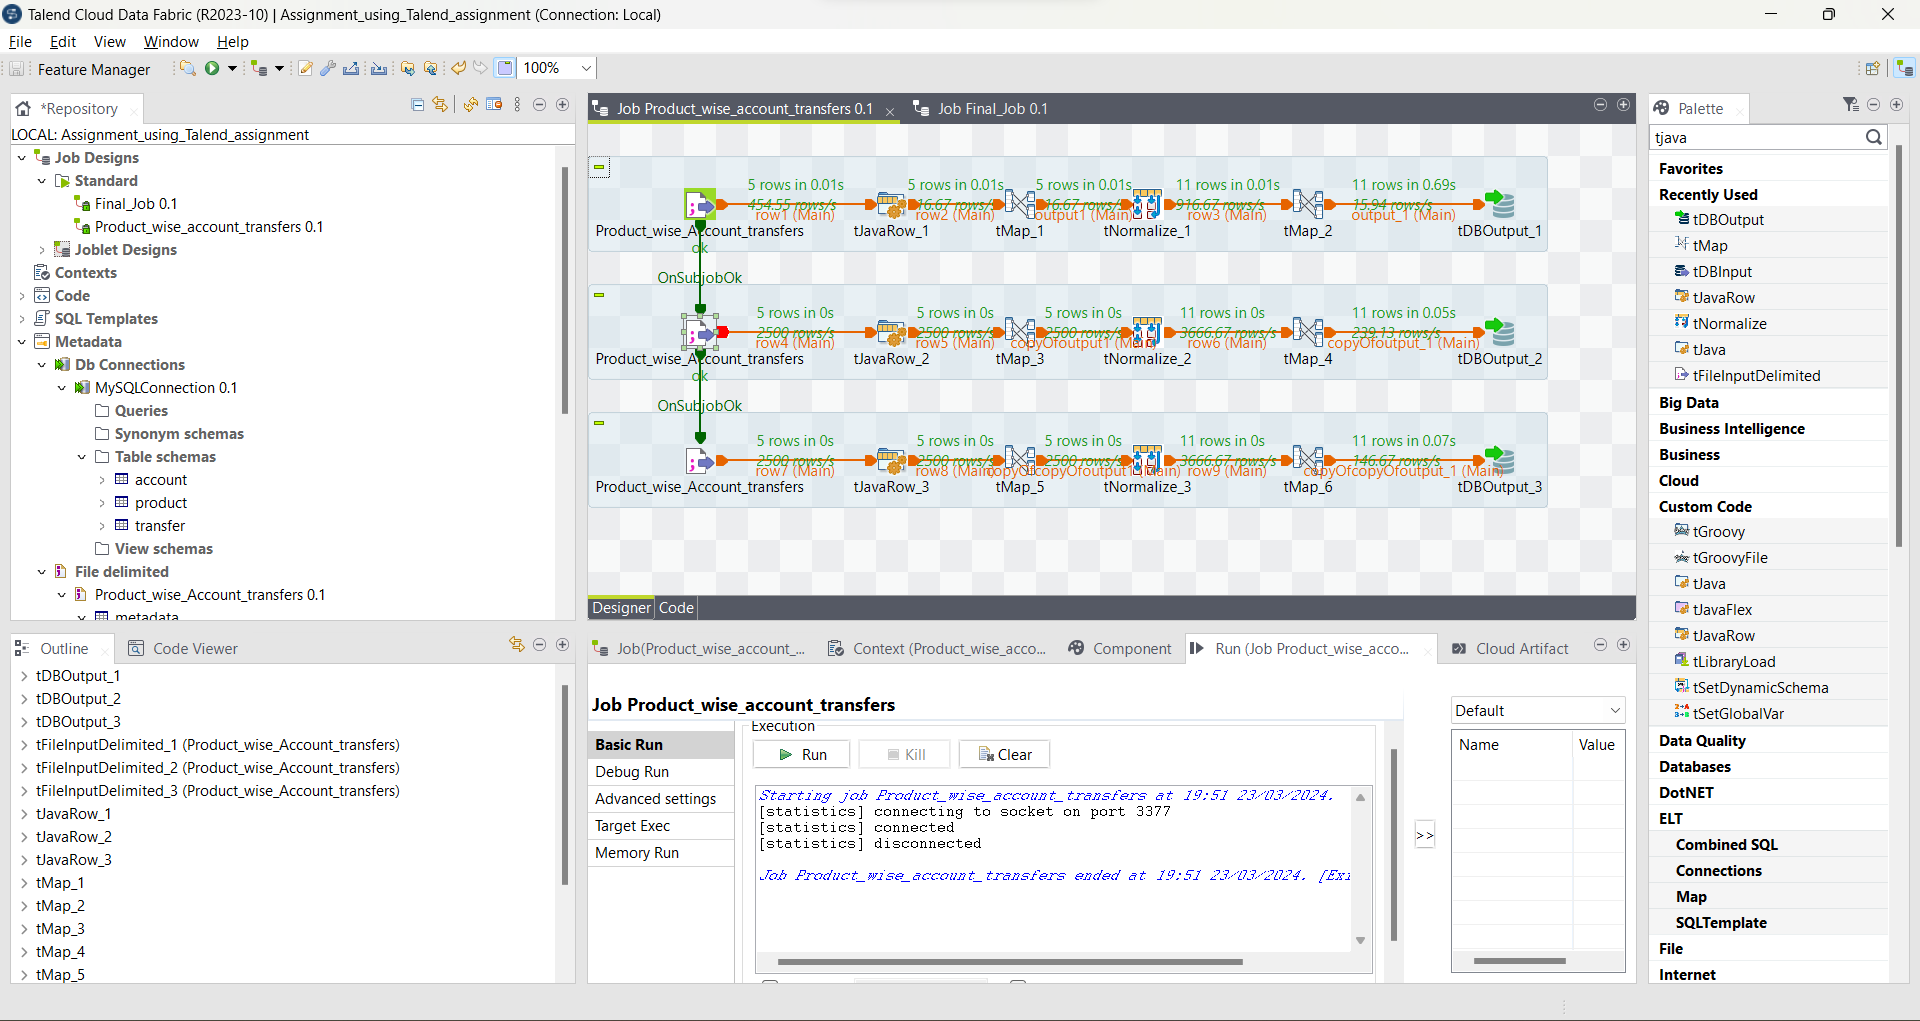 Talend Cloud Data Fabric (R2023-10) | Assignment_using_Talend_assignment (Connection: Local)
File Edit View Window Help
Feature Manager 100%
*Repository
LOCAL: Assignment_using_Talend_assignment
Job Designs
Standard
Final_Job 0.1
Product_wise_account_transfers 0.1
Joblet Designs
Contexts
Code
SQL Templates
Metadata
Db Connections
MySQLConnection 0.1
Queries
Synonym schemas
Table schemas
account
product
transfer
View schemas
File delimited
Product_wise_Account_transfers 0.1
metadata
Job Product_wise_account_transfers 0.1
Job Final_Job 0.1
5 rows in 0.01s 5 rows in 0.01s 5 rows in 0.01s 11 rows in 0.01s 11 rows in 0.69s
454.55 rows/s 916.67 rows/s 15.94 rows/s
row1 (Main) row2 (Main) output1 (Main) row3 (Main) output_1 (Main)
Product_wise_Account_transfers tJavaRow_1 tMap_1 tNormalize_1 tMap_2 tDBOutput_1
ok
OnSubjobOk
5 rows in 0s 5 rows in 0s 5 rows in 0s 11 rows in 0s 11 rows in 0.05s
2500 rows/s 2500 rows/s 2500 rows/s 3666.67 rows/s 239.13 rows/s
row4 (Main) row5 (Main) copyOfoutput1 (Main) row6 (Main) copyOfoutput_1 (Main)
Product_wise_Account_transfers tJavaRow_2 tMap_3 tNormalize_2 tMap_4 tDBOutput_2
ok
OnSubjobOk
5 rows in 0s 5 rows in 0s 5 rows in 0s 11 rows in 0s 11 rows in 0.07s
2500 rows/s 2500 rows/s 2500 rows/s 3666.67 rows/s 146.67 rows/s
row7 (Main) row8 (Main) copyOfcopyOfoutput1 (Main) row9 (Main) copyOfcopyOfoutput_1 (Main)
Product_wise_Account_transfers tJavaRow_3 tMap_5 tNormalize_3 tMap_6 tDBOutput_3
Designer Code
Palette
tjava
Favorites
Recently Used
tDBOutput
tMap
tDBInput
tJavaRow
tNormalize
tJava
tFileInputDelimited
Big Data
Business Intelligence
Business
Cloud
Custom Code
tGroovy
tGroovyFile
tJava
tJavaFlex
tJavaRow
tLibraryLoad
tSetDynamicSchema
tSetGlobalVar
Data Quality
Databases
DotNET
ELT
Combined SQL
Connections
Map
SQLTemplate
File
Internet
Outline Code Viewer
tDBOutput_1
tDBOutput_2
tDBOutput_3
tFileInputDelimited_1 (Product_wise_Account_transfers)
tFileInputDelimited_2 (Product_wise_Account_transfers)
tFileInputDelimited_3 (Product_wise_Account_transfers)
tJavaRow_1
tJavaRow_2
tJavaRow_3
tMap_1
tMap_2
tMap_3
tMap_4
tMap_5
Job(Product_wise_account_... Context (Product_wise_acco... Component Run (Job Product_wise_acco... Cloud Artifact
Job Product_wise_account_transfers
Basic Run
Debug Run
Advanced settings
Target Exec
Memory Run
Execution
Run Kill Clear
Starting job Product_wise_account_transfers at 19:51 23/03/2024.
[statistics] connecting to socket on port 3377
[statistics] connected
[statistics] disconnected
Job Product_wise_account_transfers ended at 19:51 23/03/2024. [Exi
>>
Default
Name Value